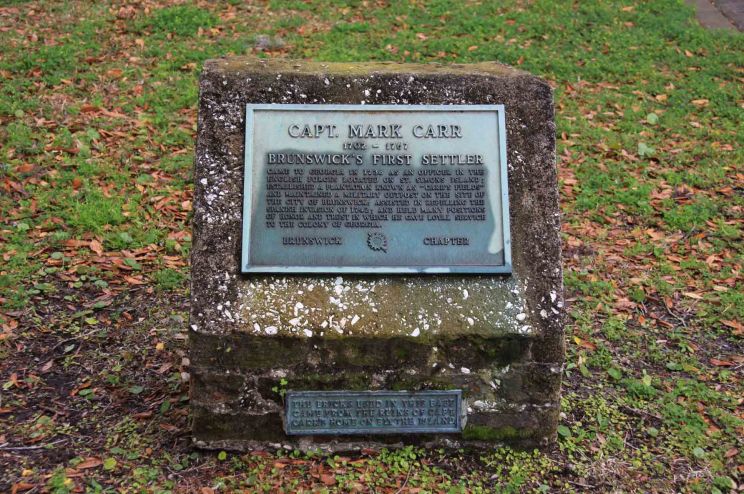 CAPT. MARK CARR
1702 - 1767
BRUNSWICK'S FIRST SETTLER
CAME TO GEORGIA IN 1738 AS AN OFFICER IN THE
ENGLISH FORCES LOCATED ON ST. SIMONS ISLAND;
ESTABLISHED A PLANTATION KNOWN AS "CARR'S FIELDS"
AND MAINTAINED A MILITARY OUTPOST ON THE SITE OF
THE CITY OF BRUNSWICK, ASSISTED IN REPELLING THE
SPANISH INVASION OF 1742; AND HELD MANY POSITIONS
OF HONOR AND TRUST IN WHICH HE GAVE LOYAL SERVICE
TO THE COLONY OF GEORGIA.
BRUNSWICK CHAPTER
THE BRICKS USED IN THIS BASE
CAME FROM THE RUINS OF CAPT.
CARR'S HOME ON BLYTHE ISLAND